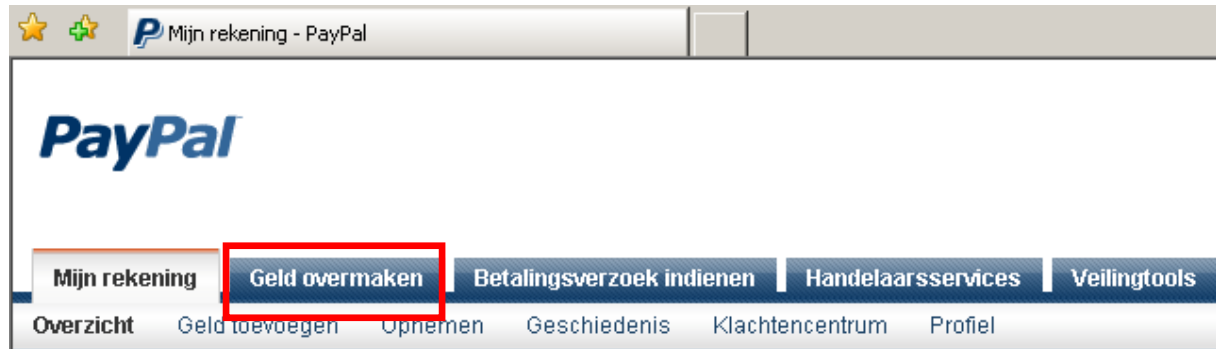 Mijn rekening - PayPal
PayPal
Mijn rekening Geld overmaken Betalingsverzoek indienen Handelaarsservices Veilingtools
Overzicht Geld toevoegen Opnemen Geschiedenis Klachtencentrum Profiel